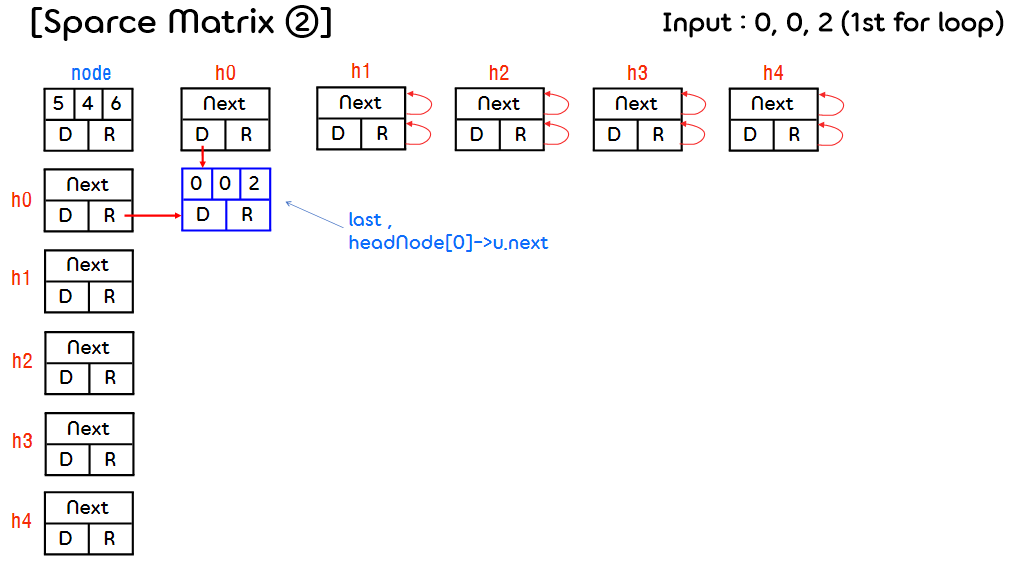 [Sparce Matrix ②]
Input : 0, 0, 2 (1st for loop)
node h0 h1 h2 h3 h4
5 4 6 Next Next Next Next Next
D R D R D R D R D R D R
h0 Next 0 0 2
D R D R
last ,
headNode[0]->u.next
h1 Next
D R
h2 Next
D R
h3 Next
D R
h4 Next
D R